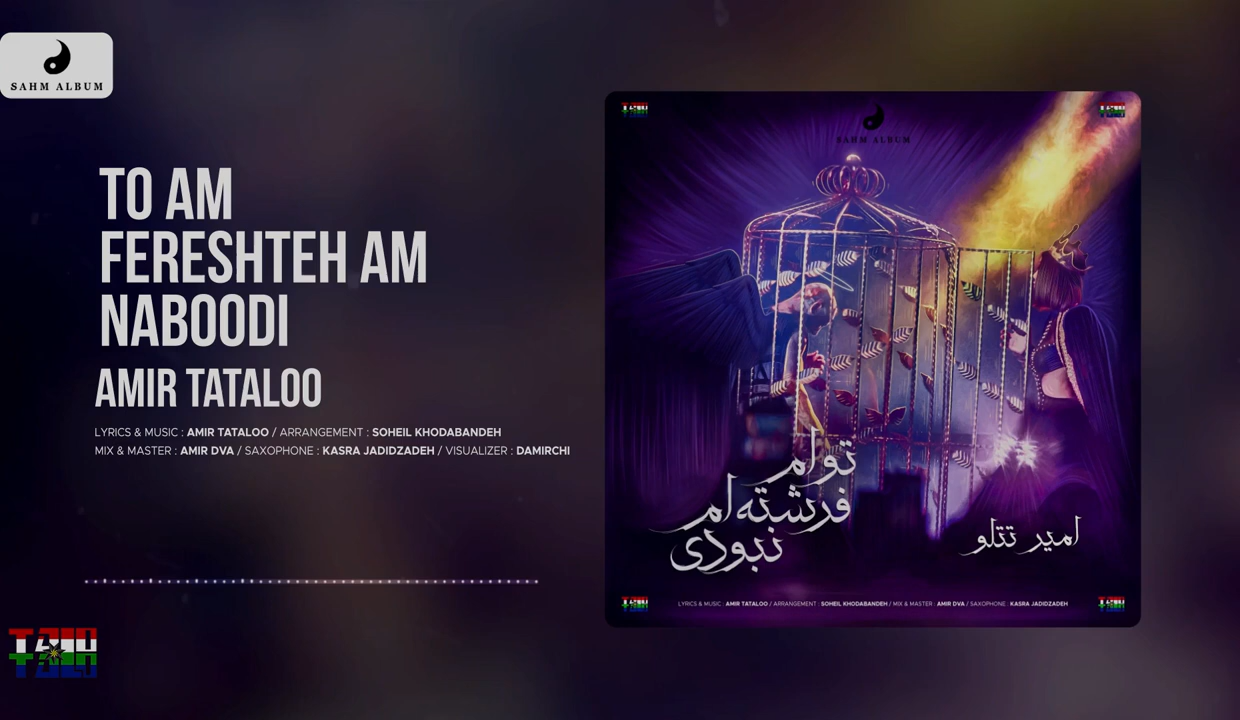 SAHM ALBUM
TO AM
FERESHTEH AM
NABOODI
AMIR TATALOO
LYRICS & MUSIC : AMIR TATALOO / ARRANGEMENT : SOHEIL KHODABANDEH
MIX & MASTER : AMIR DVA / SAXOPHONE : KASRA JADIDZADEH / VISUALIZER : DAMIRCHI
SAHM ALBUM
تو ام
فرشته ام
نبودی
امیر تتلو
LYRICS & MUSIC : AMIR TATALOO / ARRANGEMENT : SOHEIL KHODABANDEH / MIX & MASTER : AMIR DVA / SAXOPHONE : KASRA JADIDZADEH